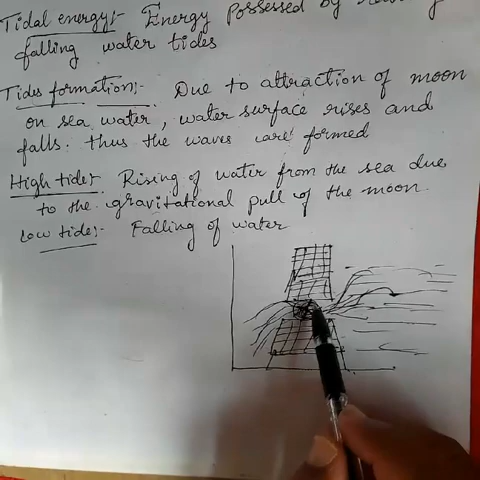 Tidal energy:- Energy Possessed by
falling water tides
Tides formation:- Due to attraction of moon
on sea water, water surface rises and
falls. thus the waves are formed
High tide:- Rising of water from the sea due
to the gravitational pull of the moon.
Low tide:- Falling of water